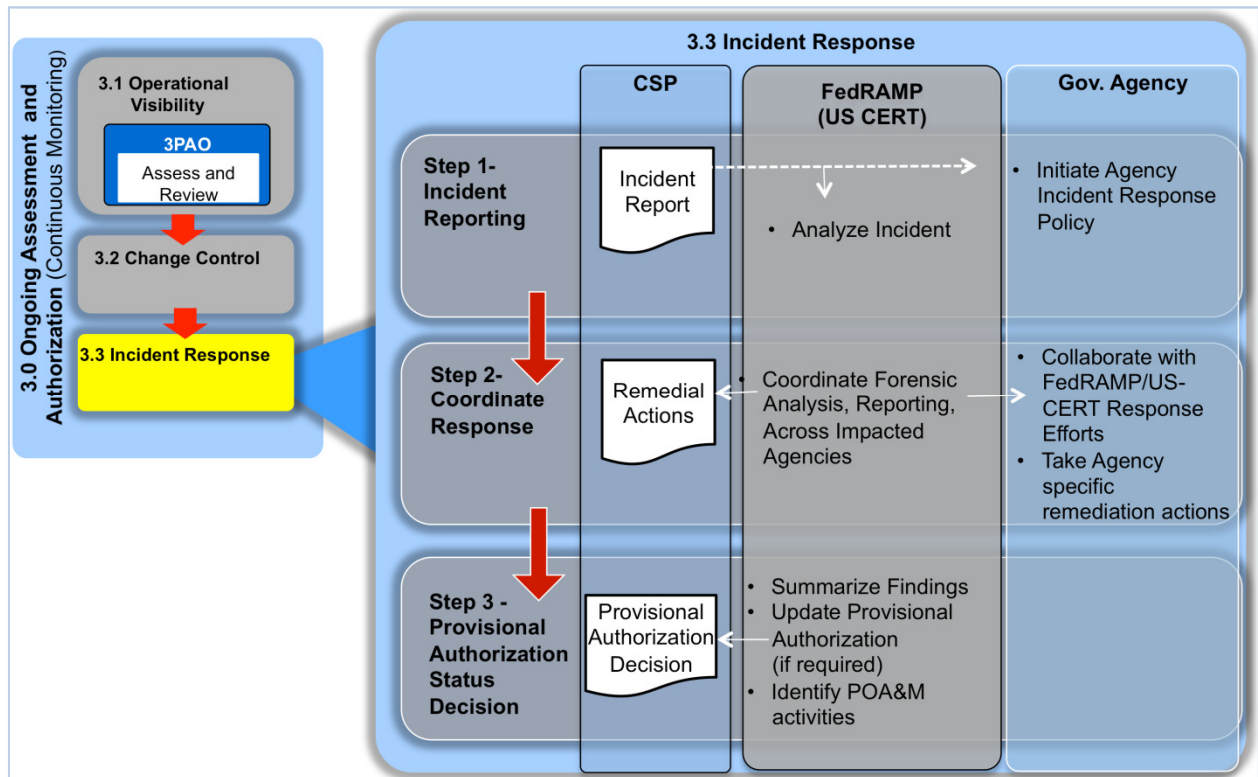 3.0 Ongoing Assessment and
Authorization (Continuous Monitoring)
3.1 Operational
Visibility
3PAO
Assess and
Review
3.2 Change Control
3.3 Incident Response
3.3 Incident Response
CSP
FedRAMP
(US CERT)
Gov. Agency
Step 1-
Incident
Reporting
Incident
Report
• Analyze Incident
• Initiate Agency
Incident Response
Policy
Step 2-
Coordinate
Response
Remedial
Actions
• Coordinate Forensic
Analysis, Reporting,
Across Impacted
Agencies
• Collaborate with
FedRAMP/US-
CERT Response
Efforts
• Take Agency
specific
remediation actions
Step 3 -
Provisional
Authorization
Status
Decision
Provisional
Authorization
Decision
• Summarize Findings
• Update Provisional
Authorization
(if required)
• Identify POA&M
activities